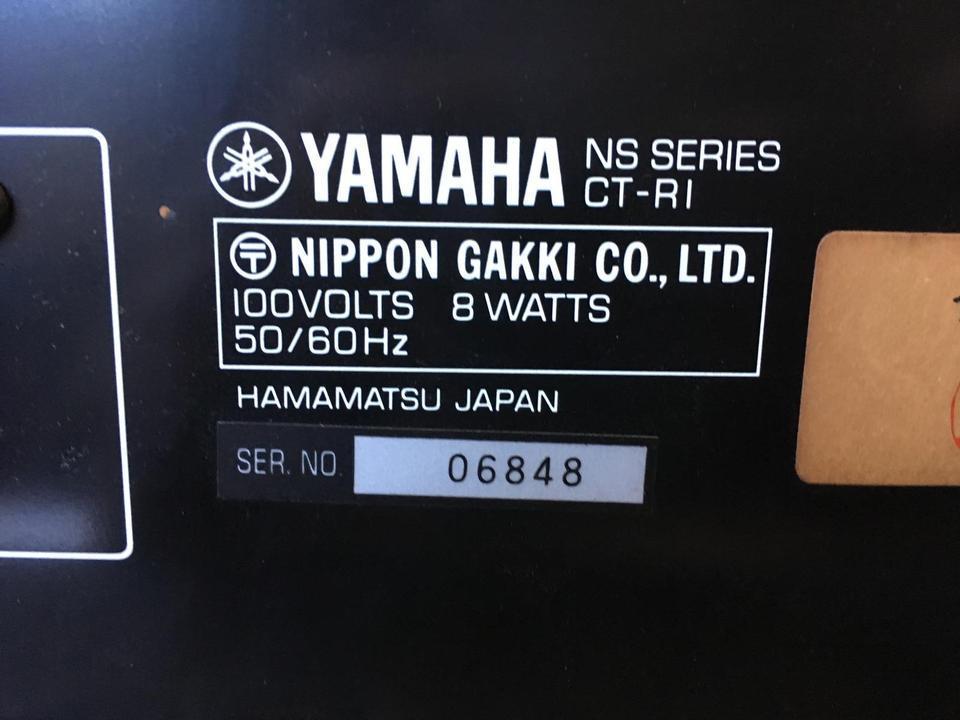 YAMAHA NS SERIES
CT-R1
〒 NIPPON GAKKI CO., LTD.
100VOLTS 8 WATTS
50/60Hz
HAMAMATSU JAPAN
SER. NO. 06848